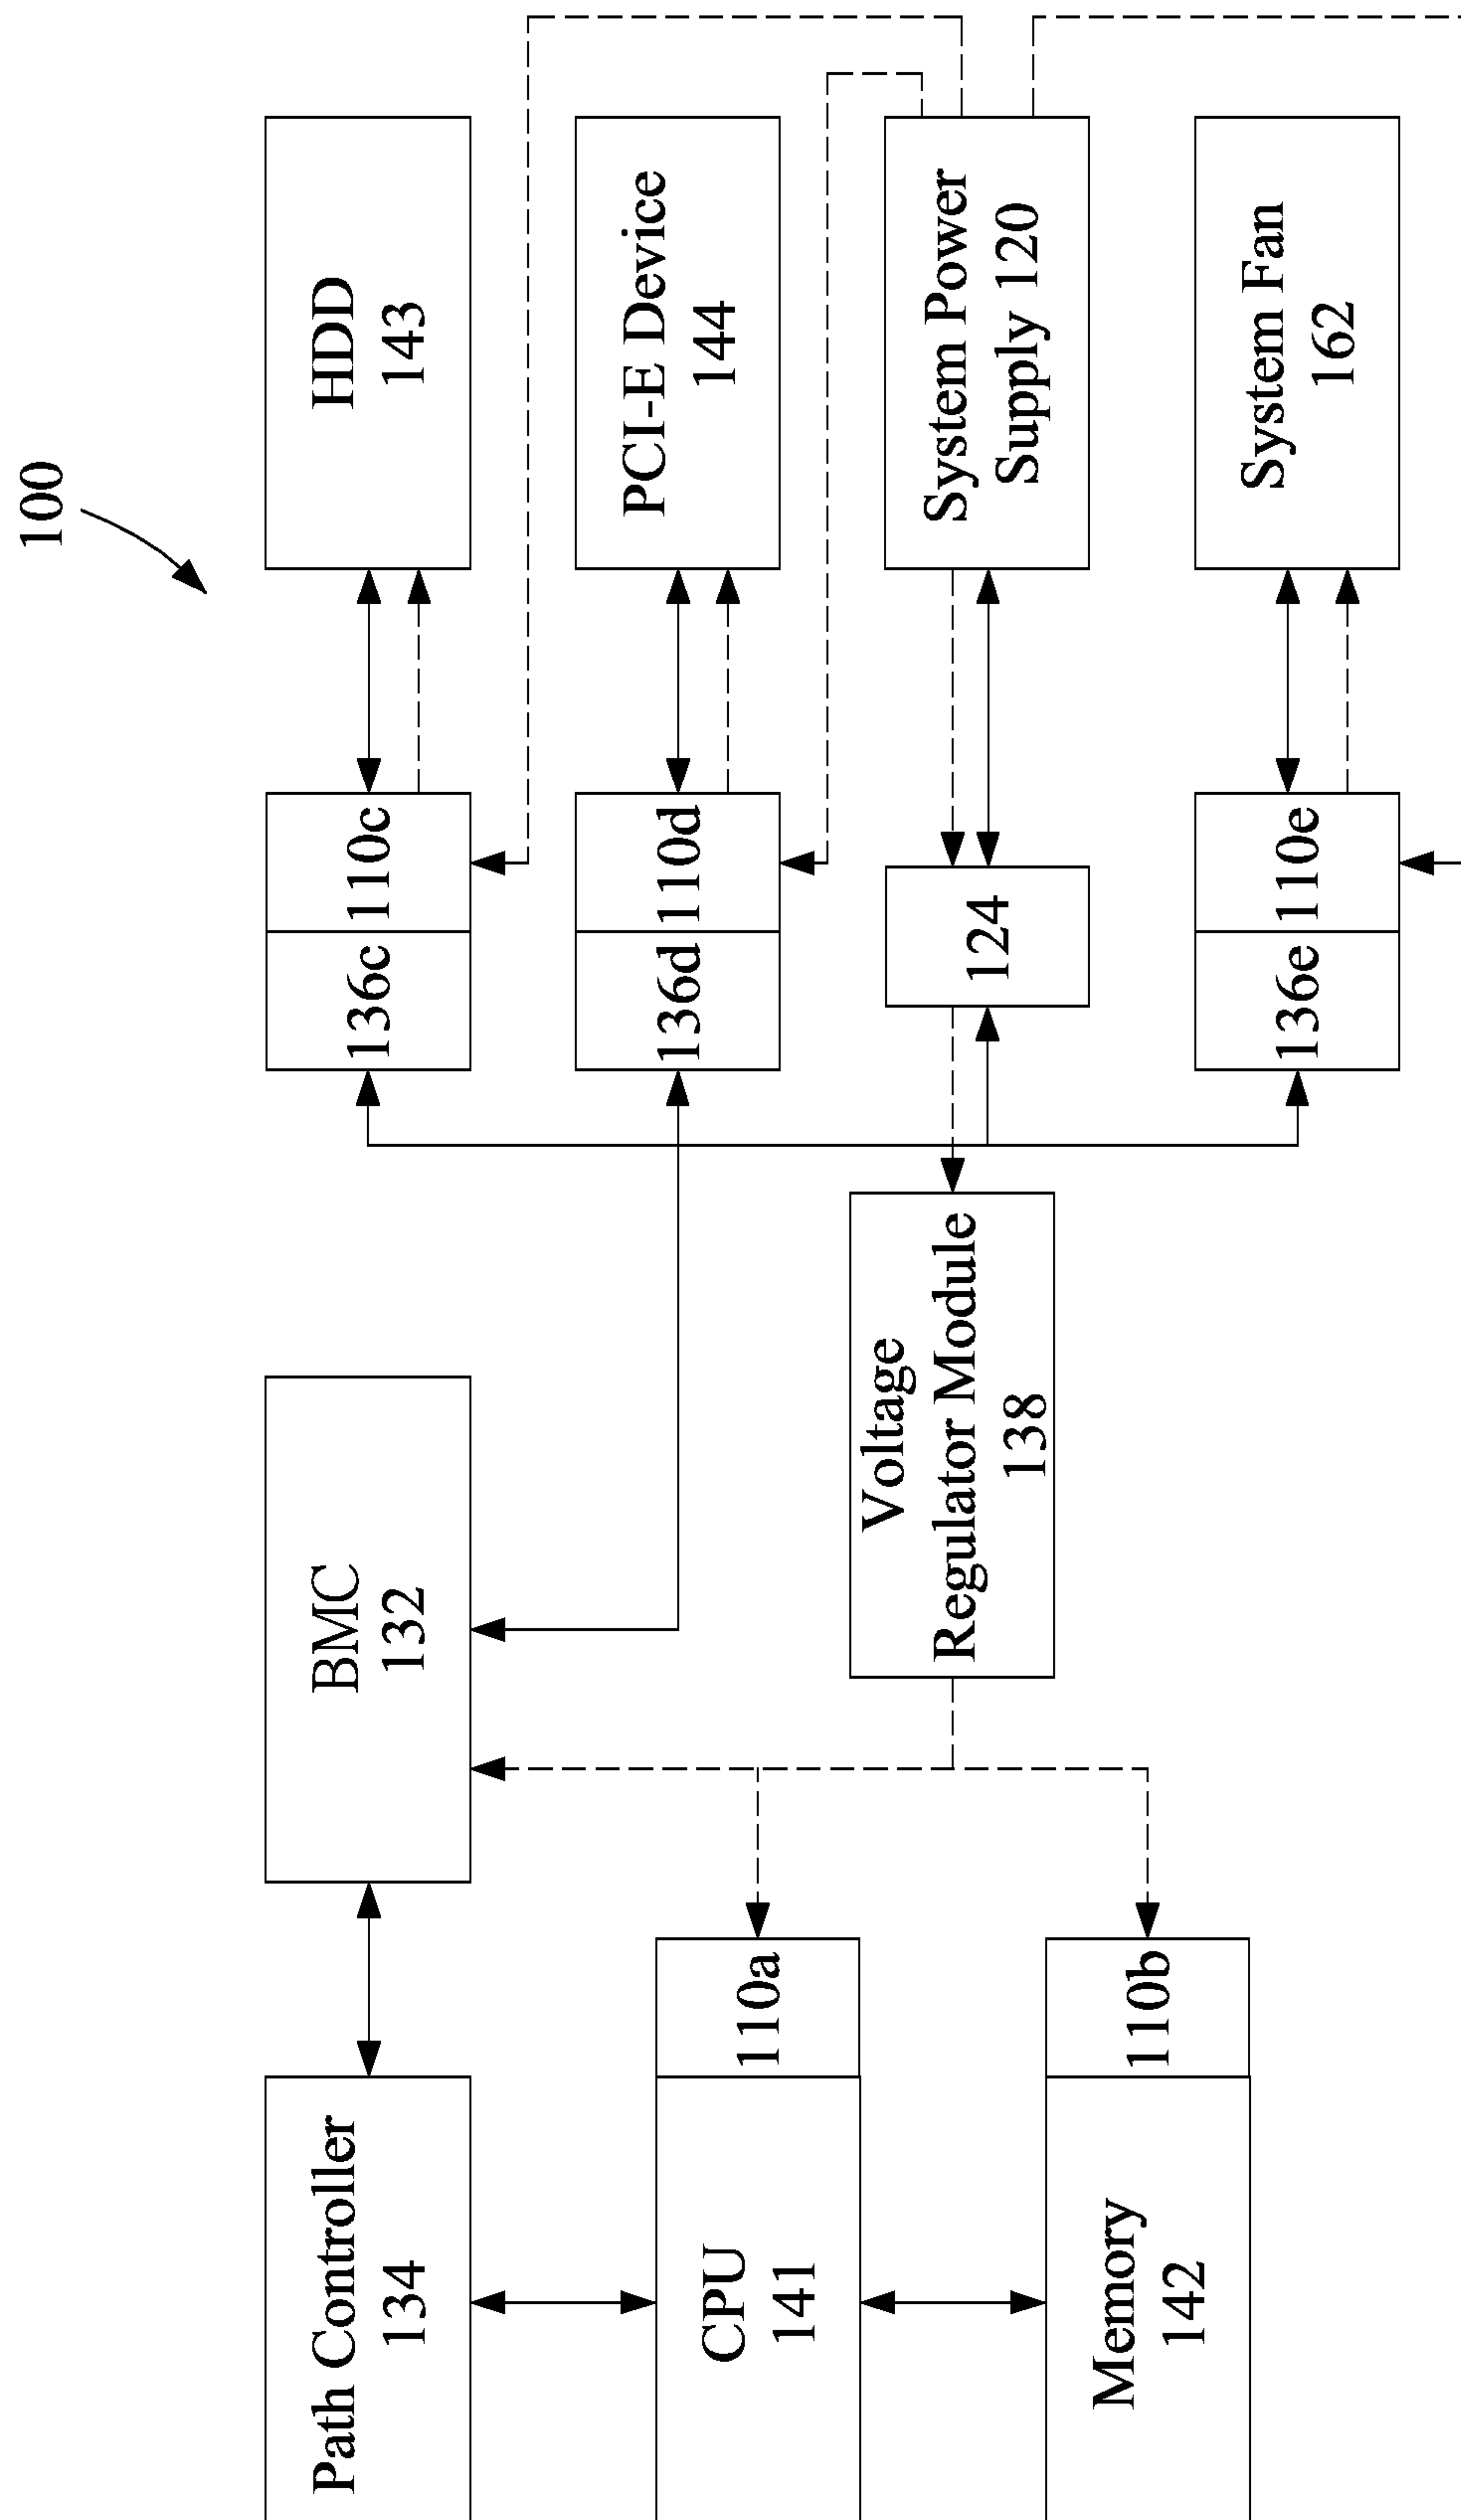 100
Path Controller
134
BMC
132
136c
110c
HDD
143
CPU
141
110a
136d
110d
PCI-E Device
144
Voltage
Regulator Module
138
124
System Power
Supply 120
Memory
142
110b
136e
110e
System Fan
162